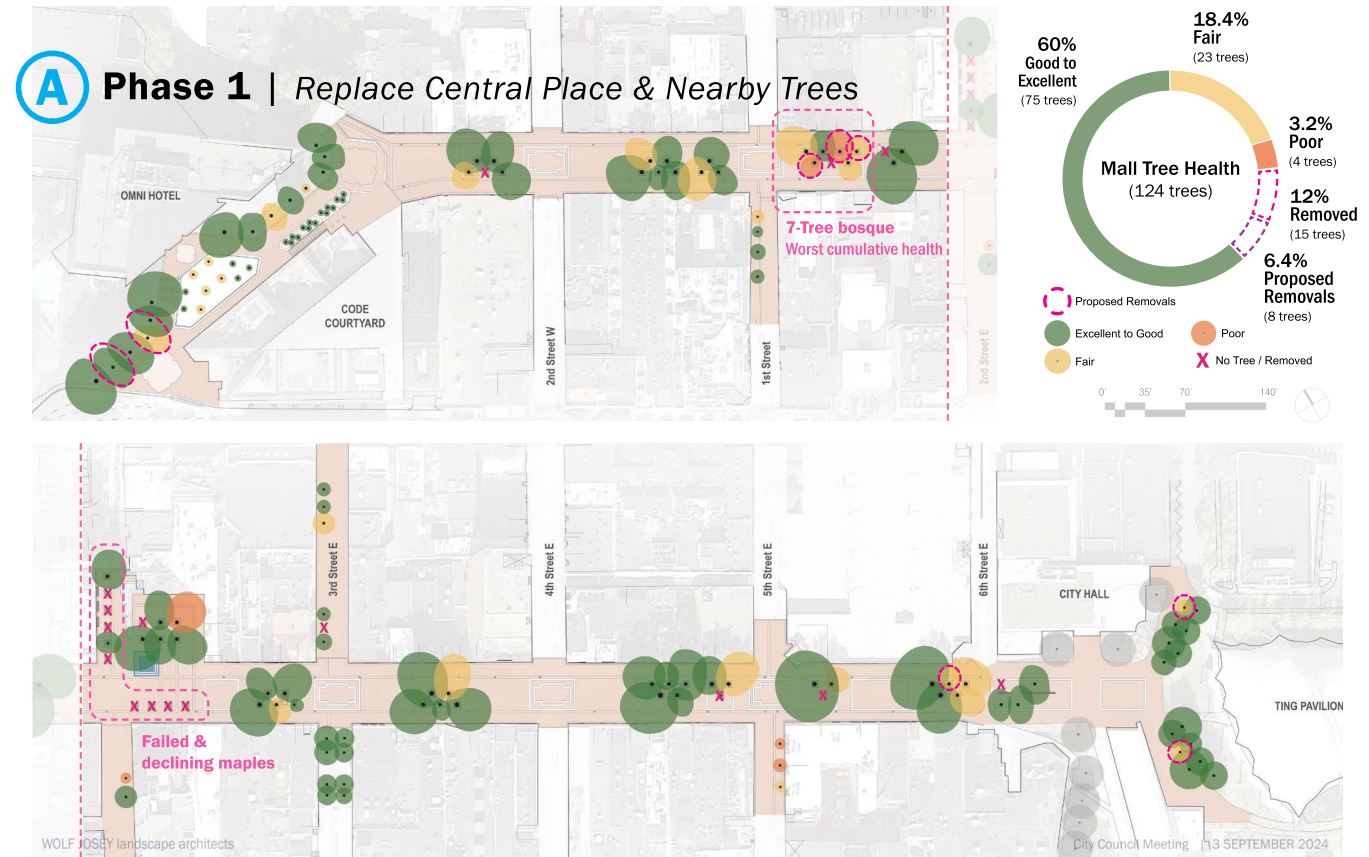 A Phase 1 | Replace Central Place & Nearby Trees
OMNI HOTEL
CODE
COURTYARD
2nd Street W
1st Street
2nd Street E
7-Tree bosque
Worst cumulative health
60%
Good to
Excellent
(75 trees)
18.4%
Fair
(23 trees)
3.2%
Poor
(4 trees)
12%
Removed
(15 trees)
6.4%
Proposed
Removals
(8 trees)
Mall Tree Health
(124 trees)
Proposed Removals
Excellent to Good
Poor
Fair
X No Tree / Removed
0' 35' 70' 140'
3rd Street E
4th Street E
5th Street E
6th Street E
CITY HALL
TING PAVILION
Failed &
declining maples
WOLF JOSEY landscape architects
City Council Meeting | 13 SEPTEMBER 2024